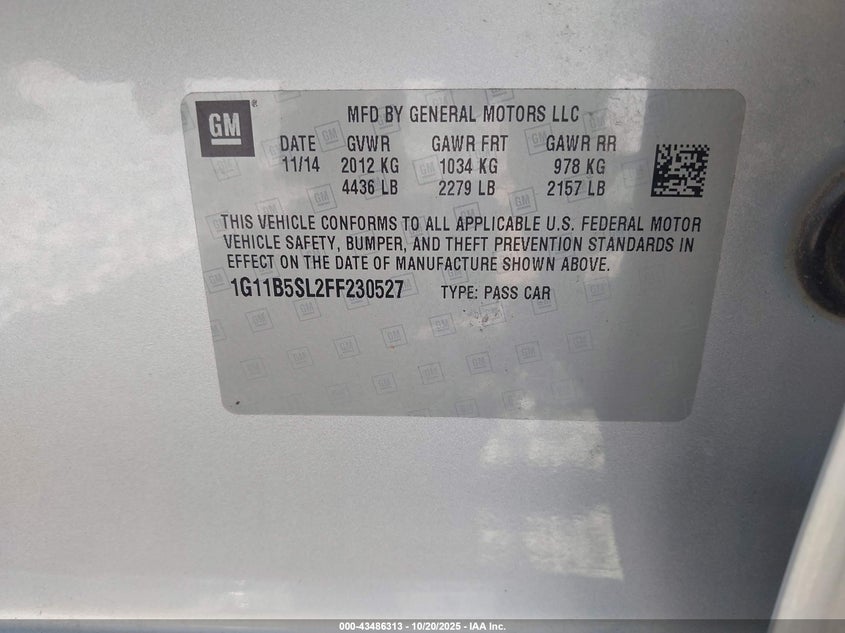 GM ® MFD BY GENERAL MOTORS LLC
DATE GVWR GAWR FRT GAWR RR
11/14 2012 KG 1034 KG 978 KG
4436 LB 2279 LB 2157 LB
THIS VEHICLE CONFORMS TO ALL APPLICABLE U.S. FEDERAL MOTOR
VEHICLE SAFETY, BUMPER, AND THEFT PREVENTION STANDARDS IN
EFFECT ON THE DATE OF MANUFACTURE SHOWN ABOVE.
1G11B5SL2FF230527 TYPE: PASS CAR
000-43486313 - 10/20/2025 - IAA Inc.